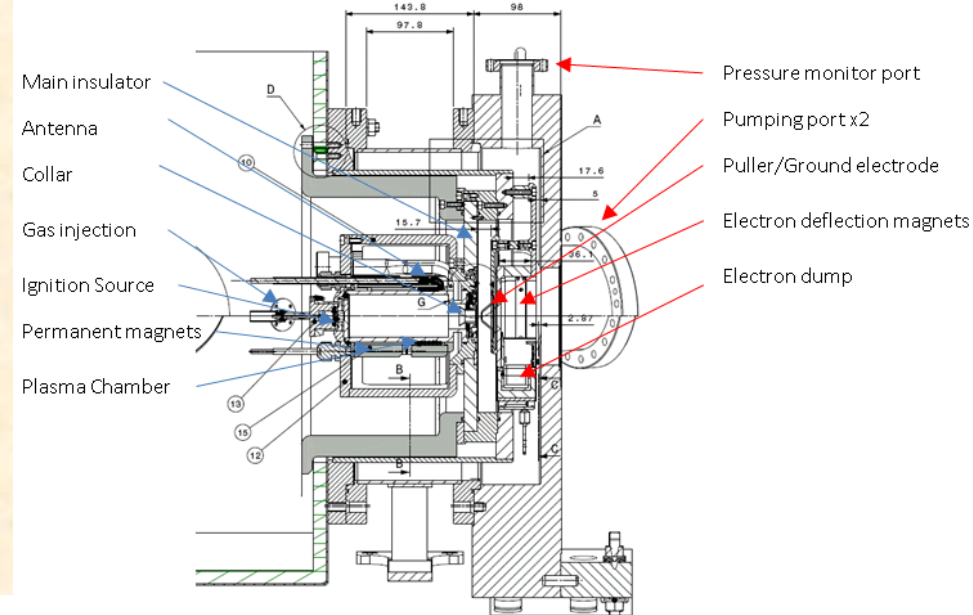 143.8
98
97.8
Main insulator
Antenna
Collar
Gas injection
Ignition Source
Permanent magnets
Plasma Chamber
Pressure monitor port
Pumping port x2
Puller/Ground electrode
Electron deflection magnets
Electron dump
D
A
10
17.6
5
15.7
36.1
G
2.87
B
C
13
15
12
B
C